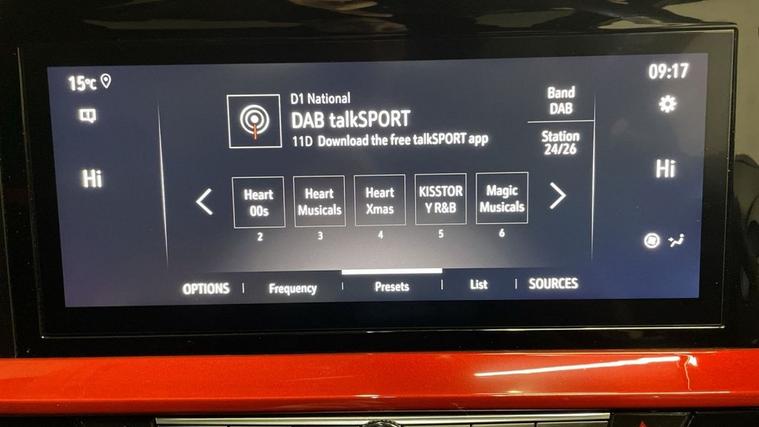 15°C
09:17
D1 National
DAB talkSPORT
11D Download the free talkSPORT app
Band
DAB
Station
24/26
Hi
Hi
Heart
00s
2
Heart
Musicals
3
Heart
Xmas
4
KISSTOR
Y R&B
5
Magic
Musicals
6
OPTIONS
Frequency
Presets
List
SOURCES